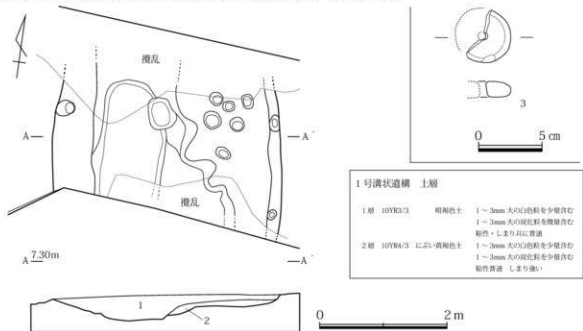 攪乱
A
A'
攪乱
7.30m
A
A'
1
2
0 2 m
3
0 5 cm
1号溝状遺構 土層
1層 10YR3/3 暗褐色土 1～3mm大の白色粒を少量含む
1～3mm大の炭化粒を微量含む
粘性・しまり共に普通
2層 10YR4/3 にぶい黄褐色土 1～3mm大の白色粒を少量含む
1～3mm大の炭化粒を少量含む
粘性普通 しまり強い